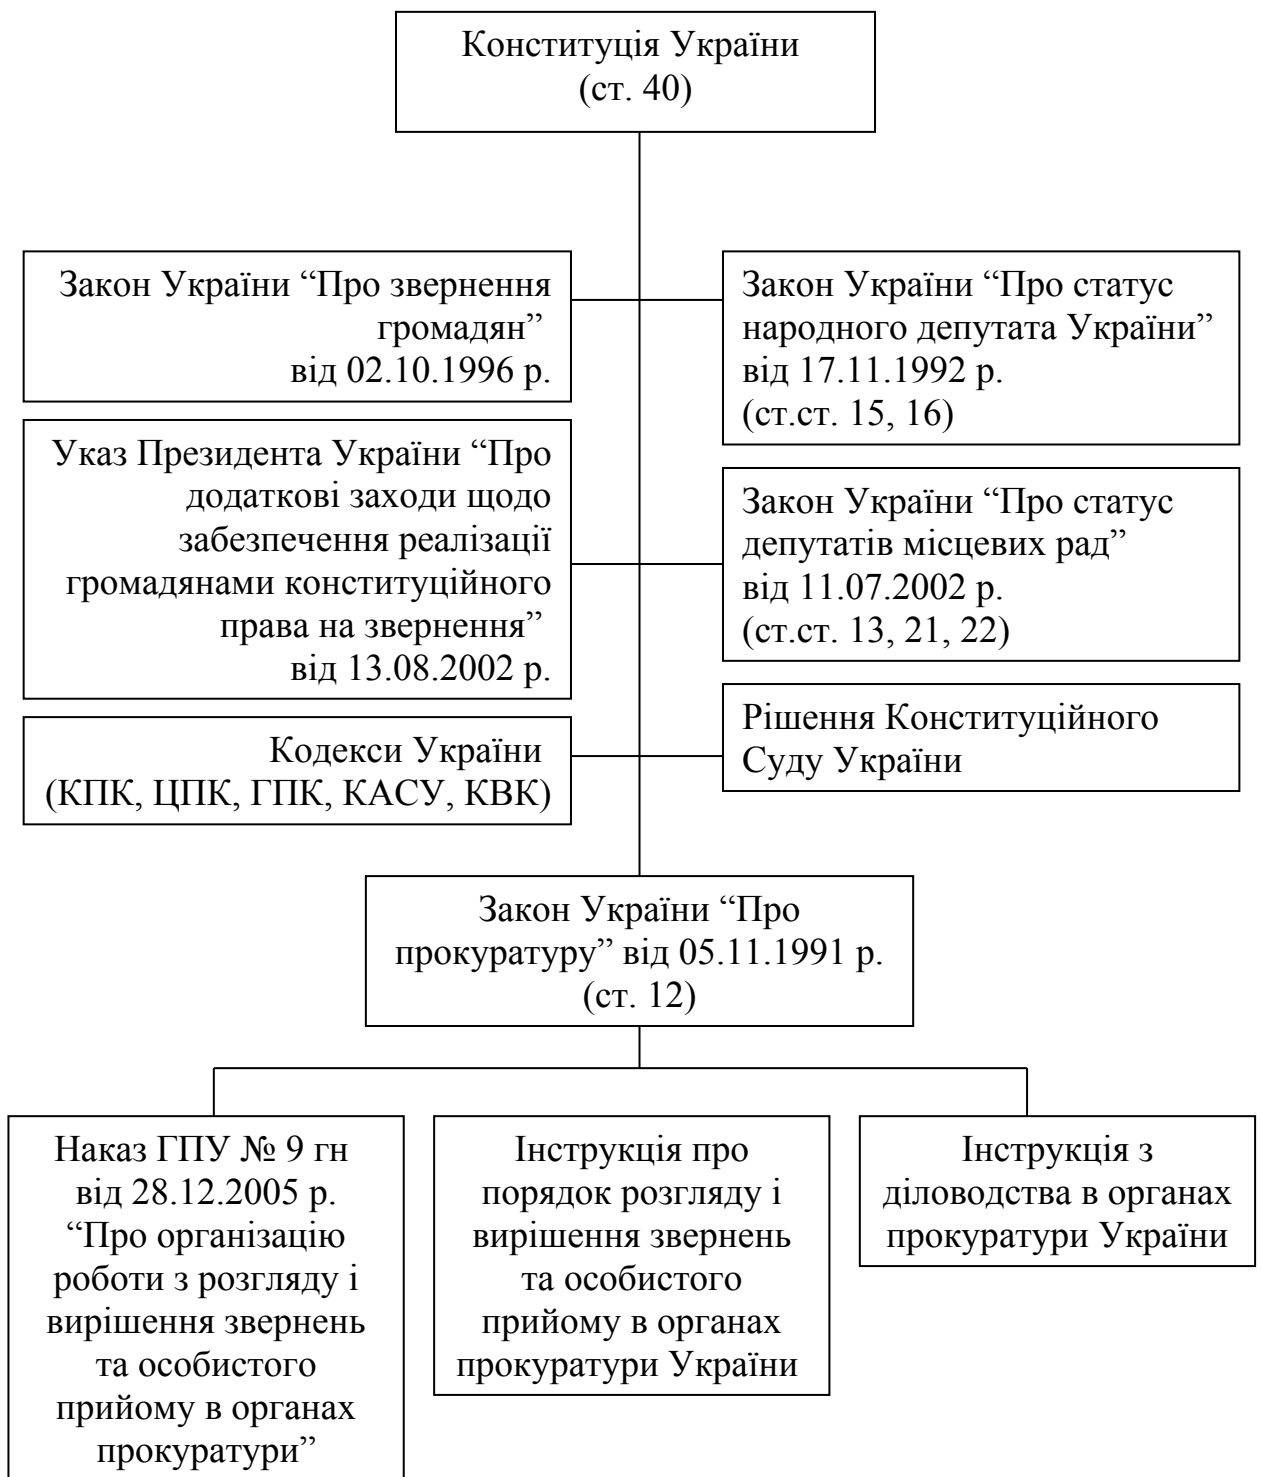 Конституція України
(ст. 40)
Закон України “Про звернення
громадян”
від 02.10.1996 р.
Закон України “Про статус
народного депутата України”
від 17.11.1992 р.
(ст.ст. 15, 16)
Указ Президента України “Про
додаткові заходи щодо
забезпечення реалізації
громадянами конституційного
права на звернення”
від 13.08.2002 р.
Закон України “Про статус
депутатів місцевих рад”
від 11.07.2002 р.
(ст.ст. 13, 21, 22)
Кодекси України
(КПК, ЦПК, ГПК, КАСУ, КВК)
Рішення Конституційного
Суду України
Закон України “Про
прокуратуру” від 05.11.1991 р.
(ст. 12)
Наказ ГПУ № 9 гн
від 28.12.2005 р.
“Про організацію
роботи з розгляду і
вирішення звернень
та особистого
прийому в органах
прокуратури”
Інструкція про
порядок розгляду і
вирішення звернень
та особистого
прийому в органах
прокуратури України
Інструкція з
діловодства в органах
прокуратури України